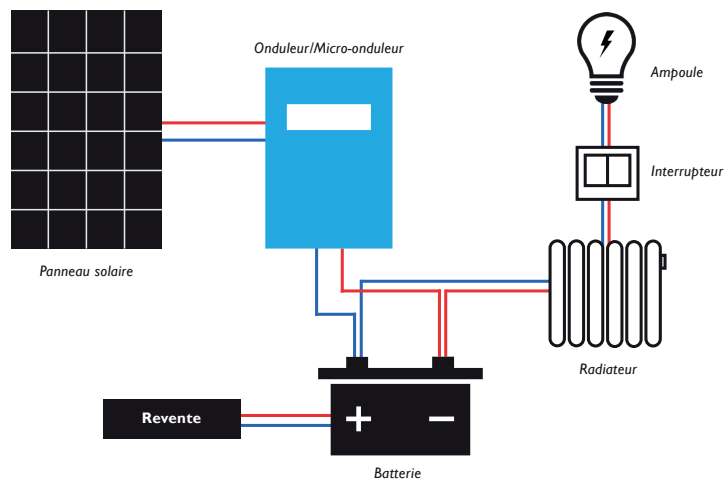 Onduleur/Micro-onduleur
Ampoule
Interrupteur
Panneau solaire
Radiateur
Revente
+ −
Batterie